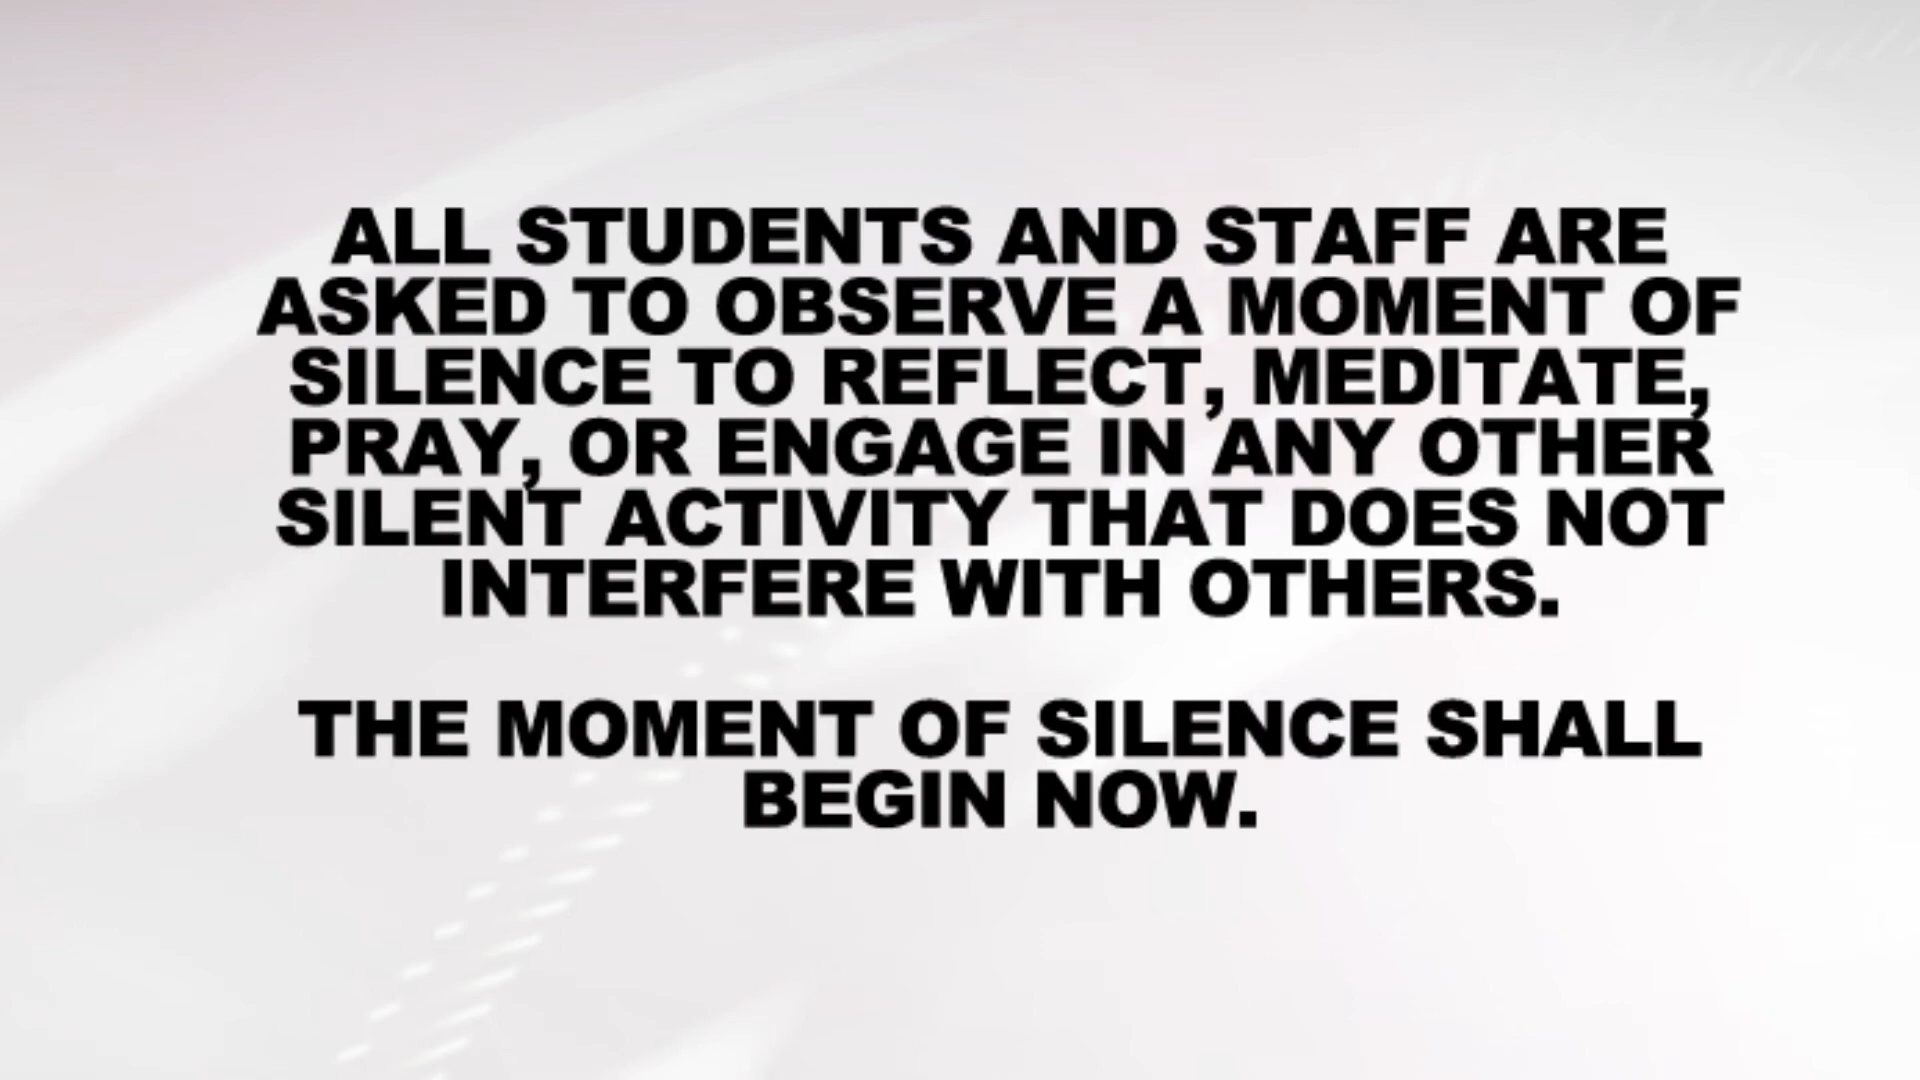 ALL STUDENTS AND STAFF ARE
ASKED TO OBSERVE A MOMENT OF
SILENCE TO REFLECT, MEDITATE,
PRAY, OR ENGAGE IN ANY OTHER
SILENT ACTIVITY THAT DOES NOT
INTERFERE WITH OTHERS.
THE MOMENT OF SILENCE SHALL
BEGIN NOW.